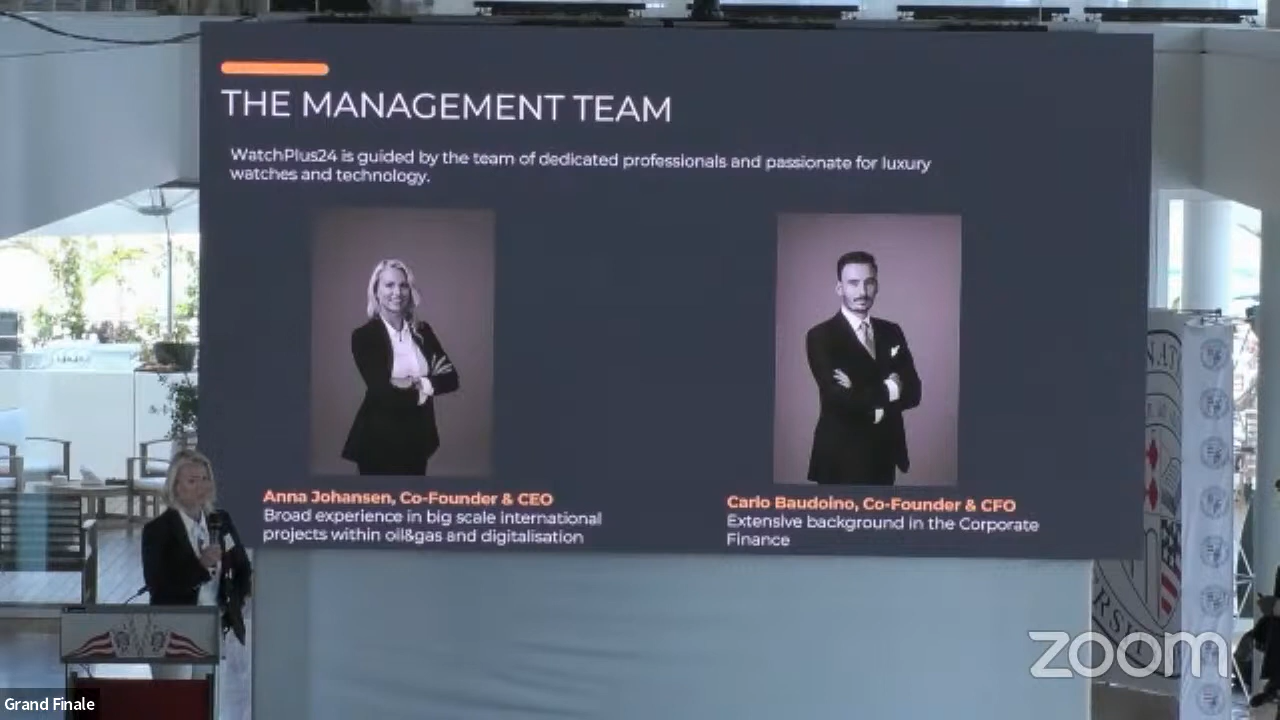 THE MANAGEMENT TEAM
WatchPlus24 is guided by the team of dedicated professionals and passionate for luxury
watches and technology.
Anna Johansen, Co-Founder & CEO
Broad experience in big scale international
projects within oil&gas and digitalisation
Carlo Baudoino, Co-Founder & CFO
Extensive background in the Corporate
Finance
zoom
Grand Finale